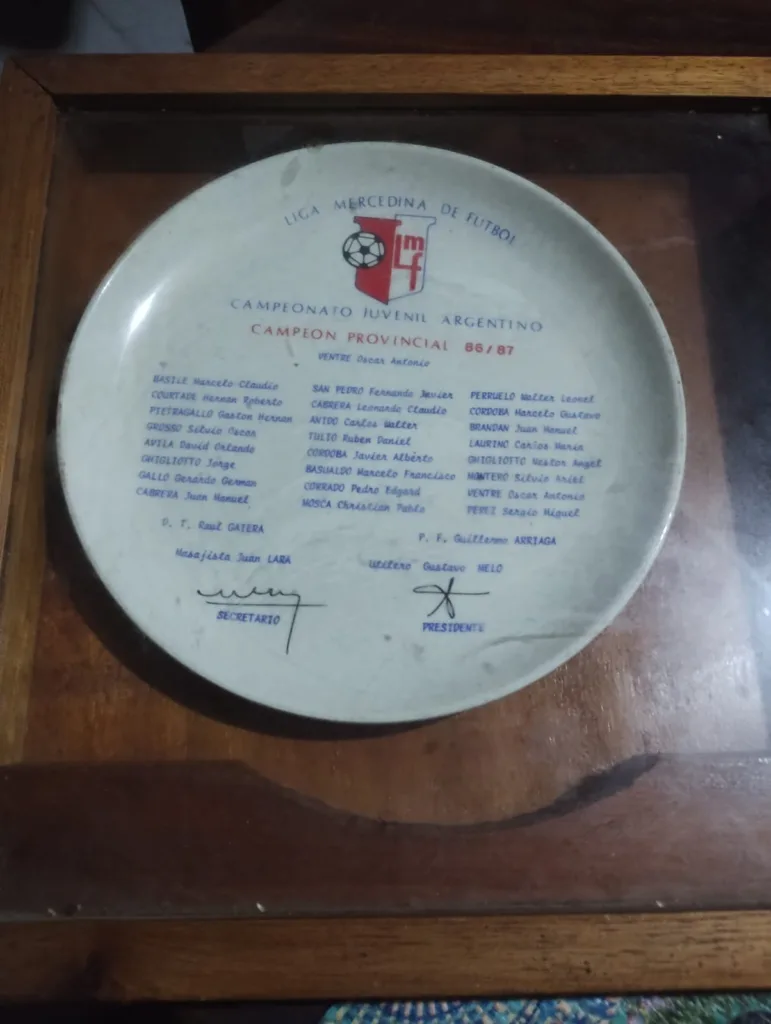 LIGA MERCEDINA DE FUTBOL
Lmf
CAMPEONATO JUVENIL ARGENTINO
CAMPEON PROVINCIAL 86/87
VENTRE Oscar Antonio
BASILE Marcelo Claudio
COURTADE Hernan Roberto
PIETRAGALLO Gaston Hernan
GROSSO Silvio Oscar
AVILA David Orlando
GHIGLIOTTO Jorge
GALLO Gerardo German
CABRERA Juan Manuel
SAN PEDRO Fernando Javier
CABRERA Leonardo Claudio
ANIDO Carlos Walter
TULIO Ruben Daniel
CORDOBA Javier Alberto
BASUALDO Marcelo Francisco
CORRADO Pedro Edgard
MOSCA Christian Pablo
PERRUELO Walter Leonel
CORDOBA Marcelo Gustavo
BRANDAN Juan Manuel
LAURINO Carlos Maria
GHIGLIOTTO Nestor Angel
MONTERO Silvio Ariel
VENTRE Oscar Antonio
PEREZ Sergio Miguel
D. T. Raul GATERA
P. F. Guillermo ARRIAGA
Masajista Juan LARA
Utilero Gustavo MELO
SECRETARIO
PRESIDENTE